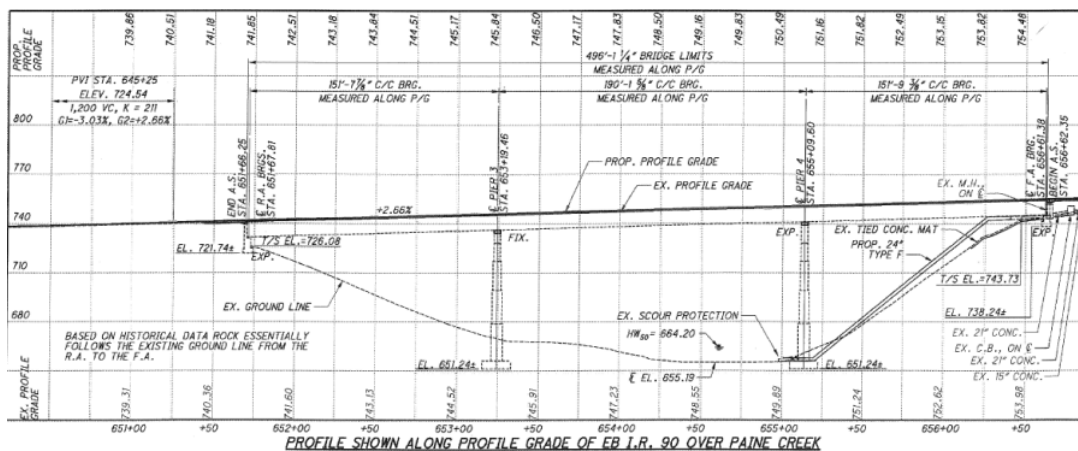 PROP. PROFILE GRADE
739.86
740.51
741.18
741.85
742.51
743.18
743.84
744.51
745.17
745.84
746.50
747.17
747.83
748.50
749.16
749.83
750.49
751.16
751.82
752.49
753.15
753.82
754.48
496'-1 1/4" BRIDGE LIMITS
MEASURED ALONG P/G
PVI STA. 645+25
ELEV. 724.54
1,200 VC, K = 211
G1=-3.03%, G2=+2.66%
151'-7 7/8" C/C BRG.
MEASURED ALONG P/G
190'-1 5/8" C/C BRG.
MEASURED ALONG P/G
151'-9 3/8" C/C BRG.
MEASURED ALONG P/G
800
770
740
710
680
END A.S.
STA. 651+66.25
℄ R.A. BRGS.
STA. 651+67.81
℄ PIER 3
STA. 653+19.46
℄ PIER 4
STA. 655+09.60
℄ F.A. BRG.
STA. 656+61.38
BEGIN A.S.
STA. 656+62.35
PROP. PROFILE GRADE
EX. PROFILE GRADE
EX. M.H., ON ℄
+2.66%
EL. 721.74±
T/S EL.=726.08
EXP.
FIX.
EXP.
EXP.
EX. TIED CONC. MAT
PROP. 24"
TYPE F
T/S EL.=743.73
EX. GROUND LINE
EL. 738.24±
EX. SCOUR PROTECTION
HW50= 664.20
BASED ON HISTORICAL DATA ROCK ESSENTIALLY
FOLLOWS THE EXISTING GROUND LINE FROM THE
R.A. TO THE F.A.
EX. 21" CONC.
EX. C.B., ON ℄
EX. 21" CONC.
EX. 15" CONC.
EL. 651.24±
℄ EL. 655.19
EL. 651.24±
EX. PROFILE GRADE
739.31
740.36
741.60
743.13
744.52
745.91
747.23
748.55
749.89
751.24
752.62
753.98
651+00
+50
652+00
+50
653+00
+50
654+00
+50
655+00
+50
656+00
+50
PROFILE SHOWN ALONG PROFILE GRADE OF EB I.R. 90 OVER PAINE CREEK